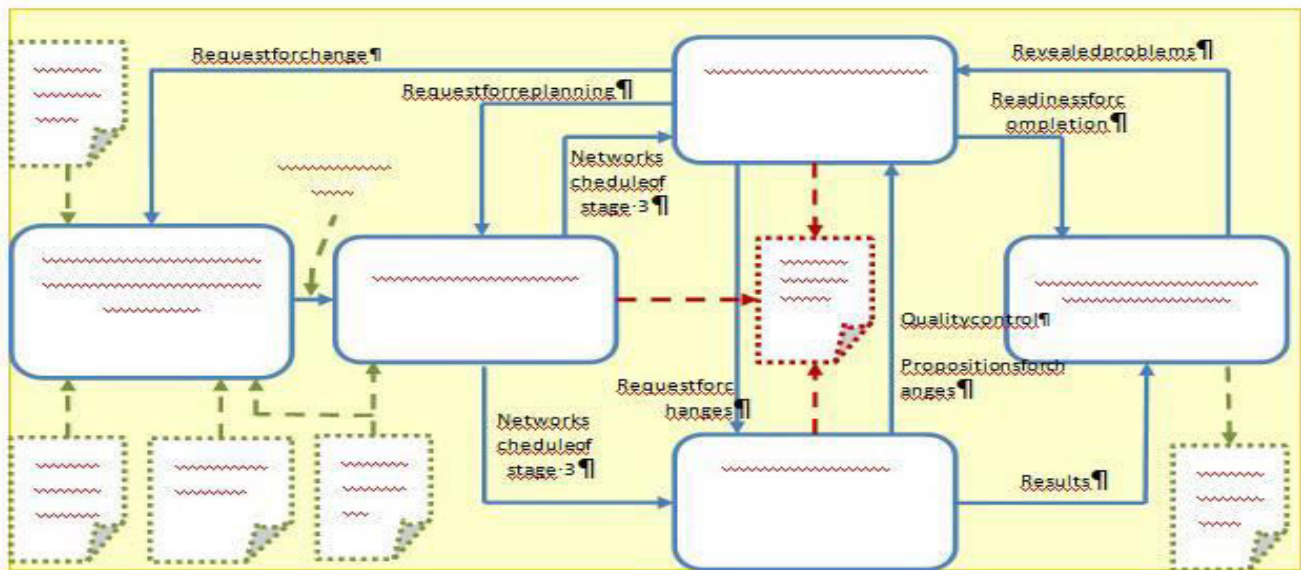 Requestforchange¶
Requestforreplanning¶
Networks
cheduleof
stage·3¶
Revealedproblems¶
Readinessforc
ompletion¶
Qualitycontrol¶
Propositionsforch
anges¶
Requestforc
hanges¶
Networks
cheduleof
stage·3¶
Results¶